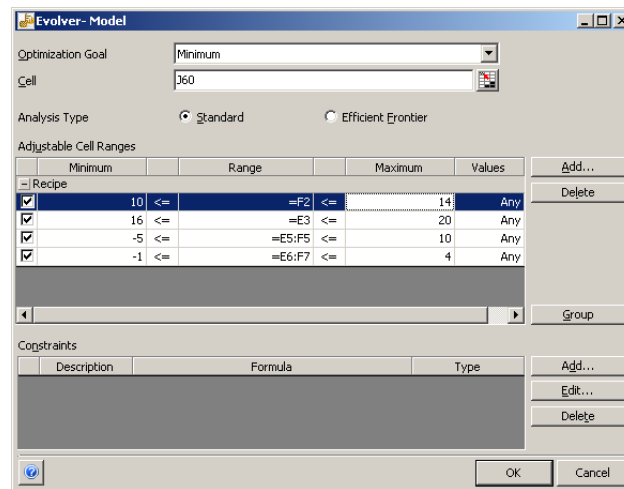 Evolver- Model
Optimization Goal Minimum
Cell J60
Analysis Type Standard Efficient Frontier
Adjustable Cell Ranges
Minimum Range Maximum Values Add...
Recipe Delete
10 <= =F2 <= 14 Any
16 <= =E3 <= 20 Any
-5 <= =E5:F5 <= 10 Any
-1 <= =E6:F7 <= 4 Any
Group
Constraints
Description Formula Type Add...
Edit...
Delete
OK Cancel